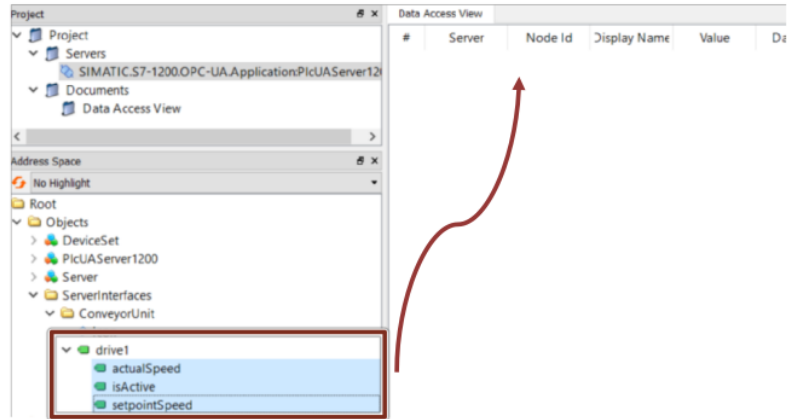 Project
Project
Servers
SIMATIC.S7-1200.OPC-UA.Application:PlcUAServer120
Documents
Data Access View
Address Space
No Highlight
Root
Objects
DeviceSet
PlcUAServer1200
Server
ServerInterfaces
ConveyorUnit
drive1
actualSpeed
isActive
setpointSpeed
Data Access View
# Server Node Id Display Name Value Da